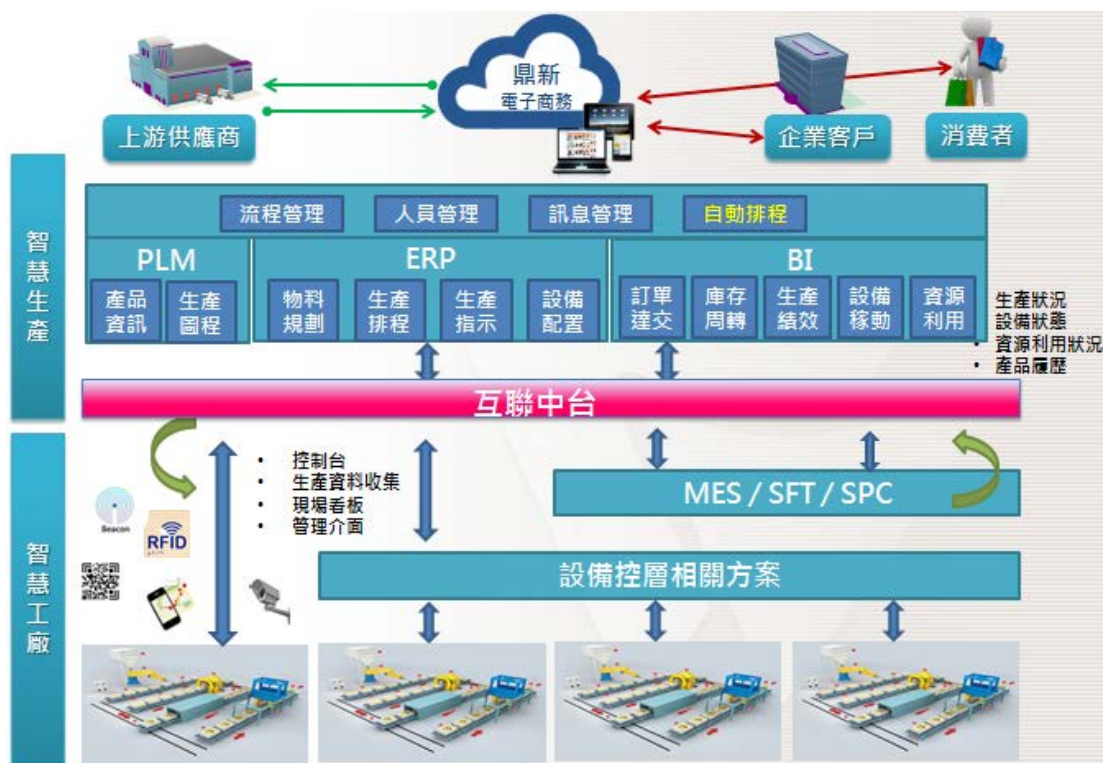 鼎新
電子商務
上游供應商
企業客戶
消費者
智慧生產
流程管理
人員管理
訊息管理
自動排程
PLM
ERP
BI
產品
資訊
生產
圖程
物料
規劃
生產
排程
生產
指示
設備
配置
訂單
達交
庫存
周轉
生產
績效
設備
稼動
資源
利用
生產狀況
設備狀態
• 資源利用狀況
• 產品履歷
互聯中台
智慧工廠
• 控制台
• 生產資料收集
• 現場看板
• 管理介面
MES / SFT / SPC
Beacon
RFID
設備控層相關方案